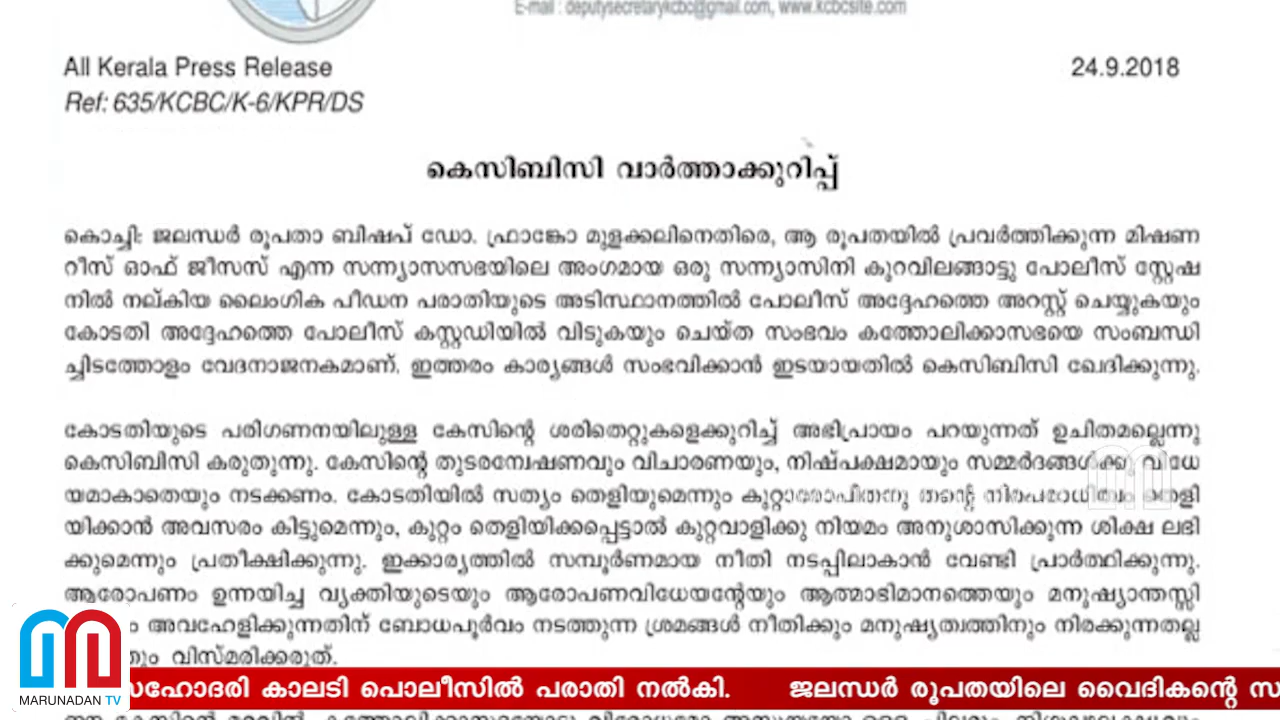 E-mail : deputysecretarykcbc@gmail.com, www.kcbcsite.com
All Kerala Press Release 24.9.2018
Ref: 635/KCBC/K-6/KPR/DS
കെസിബിസി വാർത്താക്കുറിപ്പ്
കൊച്ചി: ജലന്ധർ രൂപതാ ബിഷപ് ഡോ. ഫ്രാങ്കോ മുളക്കലിനെതിരെ, ആ രൂപതയിൽ പ്രവർത്തിക്കുന്ന മിഷണ
റീസ് ഓഫ് ജീസസ് എന്ന സന്ന്യാസസഭയിലെ അംഗമായ ഒരു സന്ന്യാസിനി കുറവിലങ്ങാട്ടു പോലീസ് സ്റ്റേഷ
നിൽ നല്കിയ ലൈംഗിക പീഡന പരാതിയുടെ അടിസ്ഥാനത്തിൽ പോലീസ് അദ്ദേഹത്തെ അറസ്റ്റ് ചെയ്യുകയും
കോടതി അദ്ദേഹത്തെ പോലീസ് കസ്റ്റഡിയിൽ വിടുകയും ചെയ്ത സംഭവം കത്തോലിക്കാസഭയെ സംബന്ധി
ച്ചിടത്തോളം വേദനാജനകമാണ്. ഇത്തരം കാര്യങ്ങൾ സംഭവിക്കാൻ ഇടയായതിൽ കെസിബിസി ഖേദിക്കുന്നു.
കോടതിയുടെ പരിഗണനയിലുള്ള കേസിന്റെ ശരിതെറ്റുകളെക്കുറിച്ച് അഭിപ്രായം പറയുന്നത് ഉചിതമല്ലെന്നു
കെസിബിസി കരുതുന്നു. കേസിന്റെ തുടരന്വേഷണവും വിചാരണയും, നിഷ്പക്ഷമായും സമ്മർദങ്ങൾക്കു വിധേ
യമാകാതെയും നടക്കണം. കോടതിയിൽ സത്യം തെളിയുമെന്നും കുറ്റാരോപിതനു തന്റെ നിരപരാധിത്വം തെളി
യിക്കാൻ അവസരം കിട്ടുമെന്നും, കുറ്റം തെളിയിക്കപ്പെട്ടാൽ കുറ്റവാളിക്കു നിയമം അനുശാസിക്കുന്ന ശിക്ഷ ലഭി
ക്കുമെന്നും പ്രതീക്ഷിക്കുന്നു. ഇക്കാര്യത്തിൽ സമ്പൂർണമായ നീതി നടപ്പിലാകാൻ വേണ്ടി പ്രാർത്ഥിക്കുന്നു.
ആരോപണം ഉന്നയിച്ച വ്യക്തിയുടെയും ആരോപണവിധേയന്റേയും ആത്മാഭിമാനത്തെയും മനുഷ്യാന്തസ്സി
അവഹേളിക്കുന്നതിന് ബോധപൂർവം നടത്തുന്ന ശ്രമങ്ങൾ നീതിക്കും മനുഷ്യത്വത്തിനും നിരക്കുന്നതല്ല
വിസ്മരിക്കരുത്.
MARUNADAN TV
സഹോദരി കാലടി പൊലീസിൽ പരാതി നൽകി. ജലന്ധർ രൂപതയിലെ വൈദികന്റെ